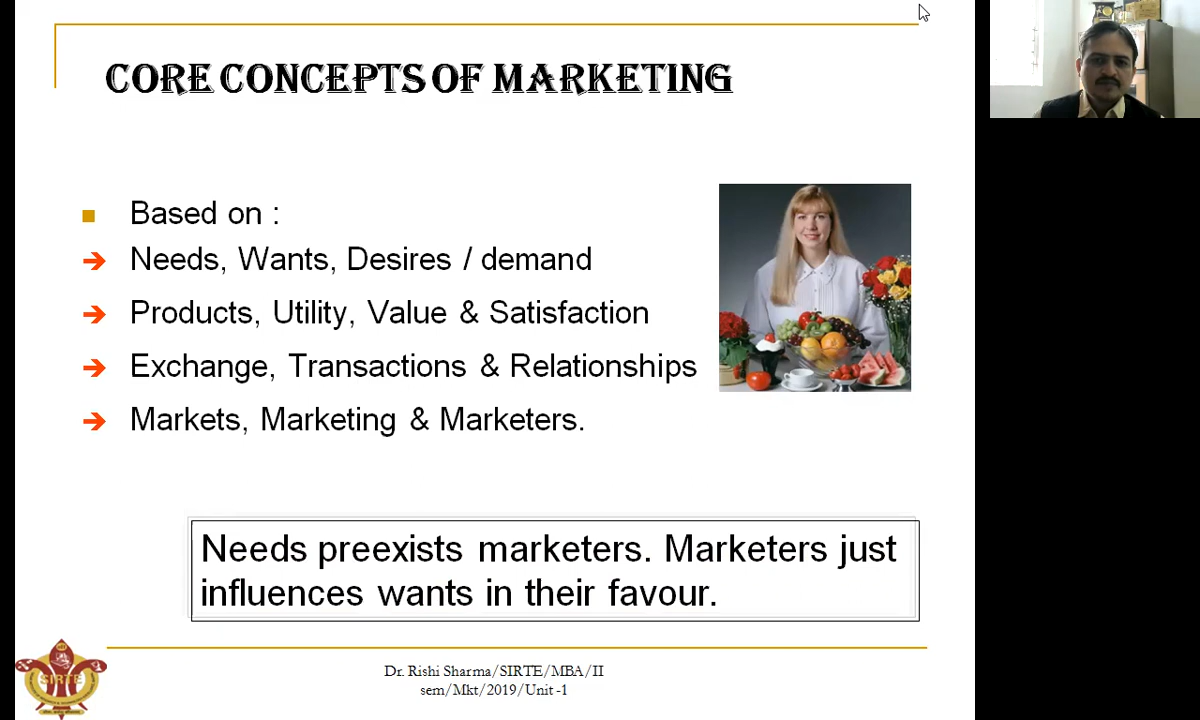 CORE CONCEPTS OF MARKETING
Based on :
Needs, Wants, Desires / demand
Products, Utility, Value & Satisfaction
Exchange, Transactions & Relationships
Markets, Marketing & Marketers.
Needs preexists marketers. Marketers just
influences wants in their favour.
SIRTE
Dr. Rishi Sharma/SIRTE/MBA/II
sem/Mkt/2019/Unit -1